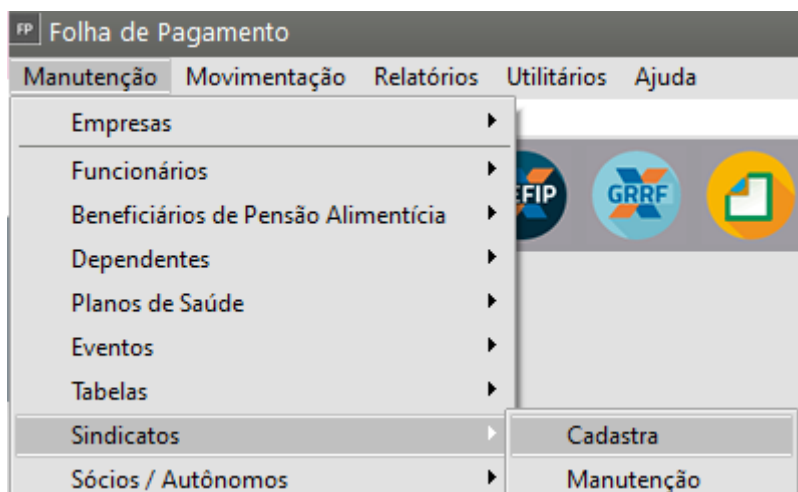 FP Folha de Pagamento
Manutenção Movimentação Relatórios Utilitários Ajuda
Empresas
Funcionários
EFIP GRRF
Beneficiários de Pensão Alimentícia
Dependentes
Planos de Saúde
Eventos
Tabelas
Sindicatos Cadastra
Sócios / Autônomos Manutenção